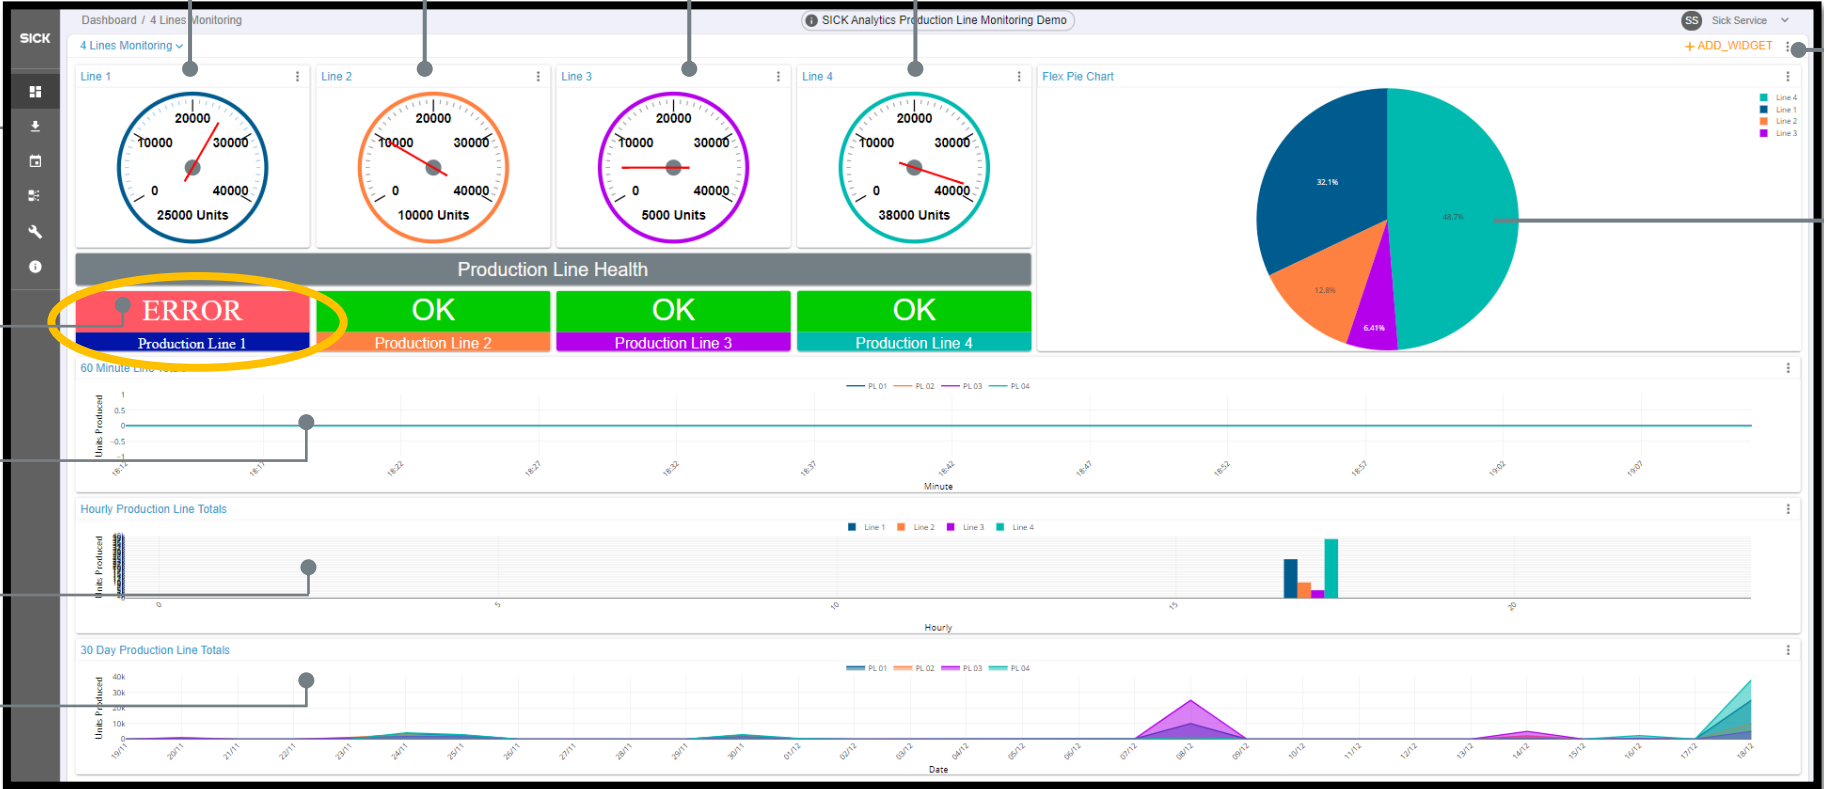 SICK
Dashboard / 4 Lines Monitoring
SICK Analytics Production Line Monitoring Demo
SS
Sick Service
4 Lines Monitoring
+ ADD_WIDGET
Line 1
0
10000
20000
30000
40000
25000 Units
Line 2
0
10000
20000
30000
40000
10000 Units
Line 3
0
10000
20000
30000
40000
5000 Units
Line 4
0
10000
20000
30000
40000
38000 Units
Flex Pie Chart
Line 4
Line 1
Line 2
Line 3
32.1%
48.7%
12.8%
6.41%
Production Line Health
ERROR
Production Line 1
OK
Production Line 2
OK
Production Line 3
OK
Production Line 4
60 Minute Line Totals
PL 01 PL 02 PL 03 PL 04
Units Produced
1
0.5
0
-0.5
-1
18:12 18:17 18:22 18:27 18:32 18:37 18:42 18:47 18:52 18:57 19:02 19:07
Minute
Hourly Production Line Totals
Line 1 Line 2 Line 3 Line 4
Units Produced
0 5 10 15 20
Hourly
30 Day Production Line Totals
PL 01 PL 02 PL 03 PL 04
Units Produced
40k
30k
20k
10k
0
19/11 20/11 21/11 22/11 23/11 24/11 25/11 26/11 27/11 28/11 29/11 30/11 01/12 02/12 03/12 04/12 05/12 06/12 07/12 08/12 09/12 10/12 11/12 12/12 13/12 14/12 15/12 16/12 17/12 18/12
Date